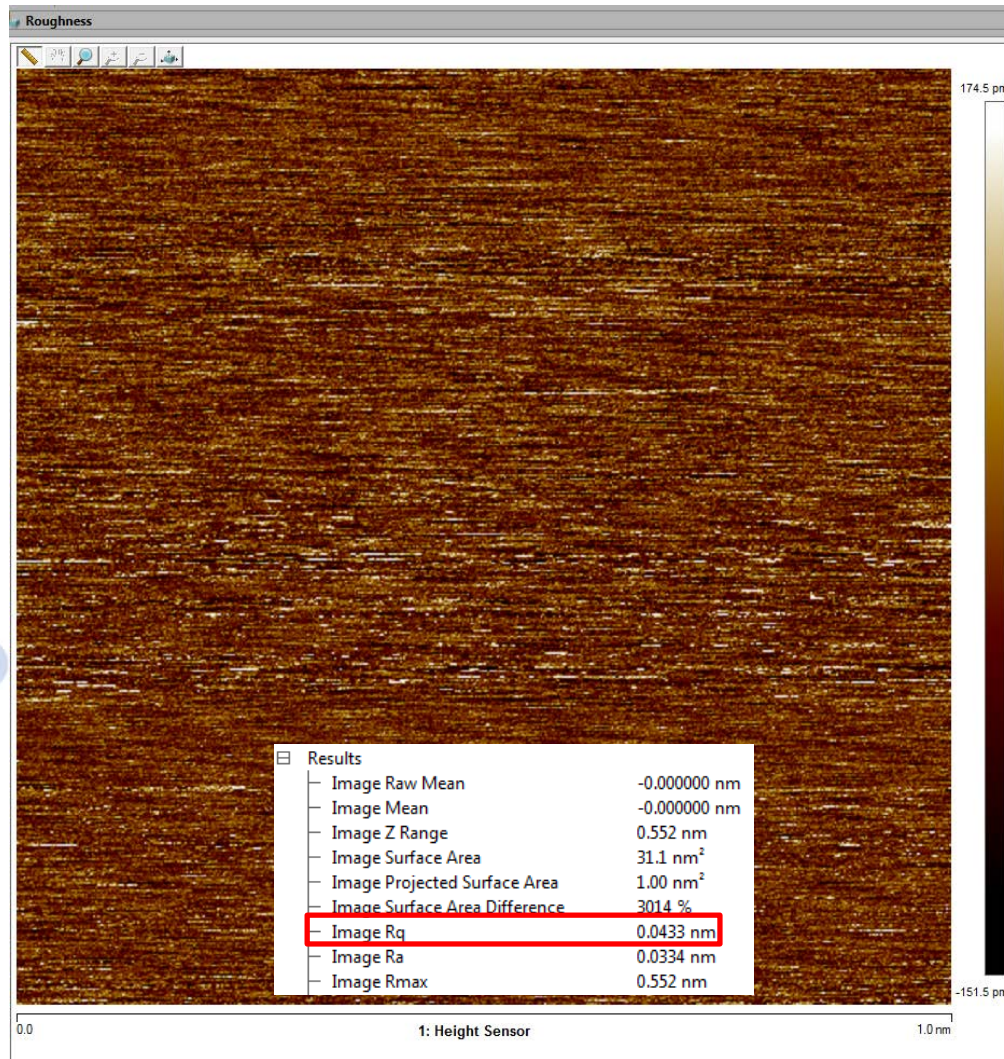 Roughness
174.5 pm
Results
Image Raw Mean -0.000000 nm
Image Mean -0.000000 nm
Image Z Range 0.552 nm
Image Surface Area 31.1 nm²
Image Projected Surface Area 1.00 nm²
Image Surface Area Difference 3014 %
Image Rq 0.0433 nm
Image Ra 0.0334 nm
Image Rmax 0.552 nm
-151.5 pm
0.0 1: Height Sensor 1.0 nm